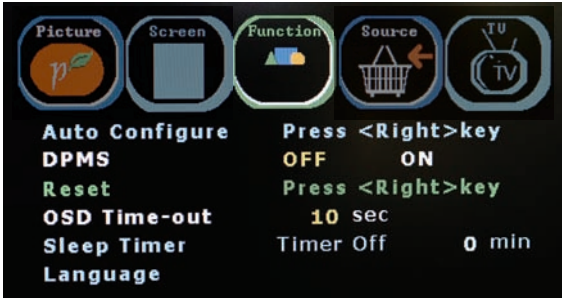 Picture Screen Function Source TV
p TV
Auto Configure Press <Right>key
DPMS OFF ON
Reset Press <Right>key
OSD Time-out 10 sec
Sleep Timer Timer Off 0 min
Language